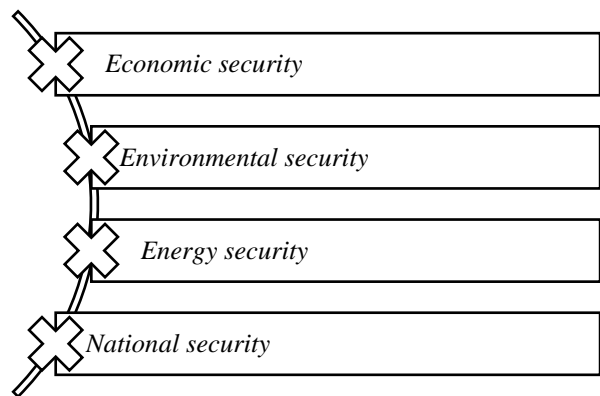 Economic security
Environmental security
Energy security
National security